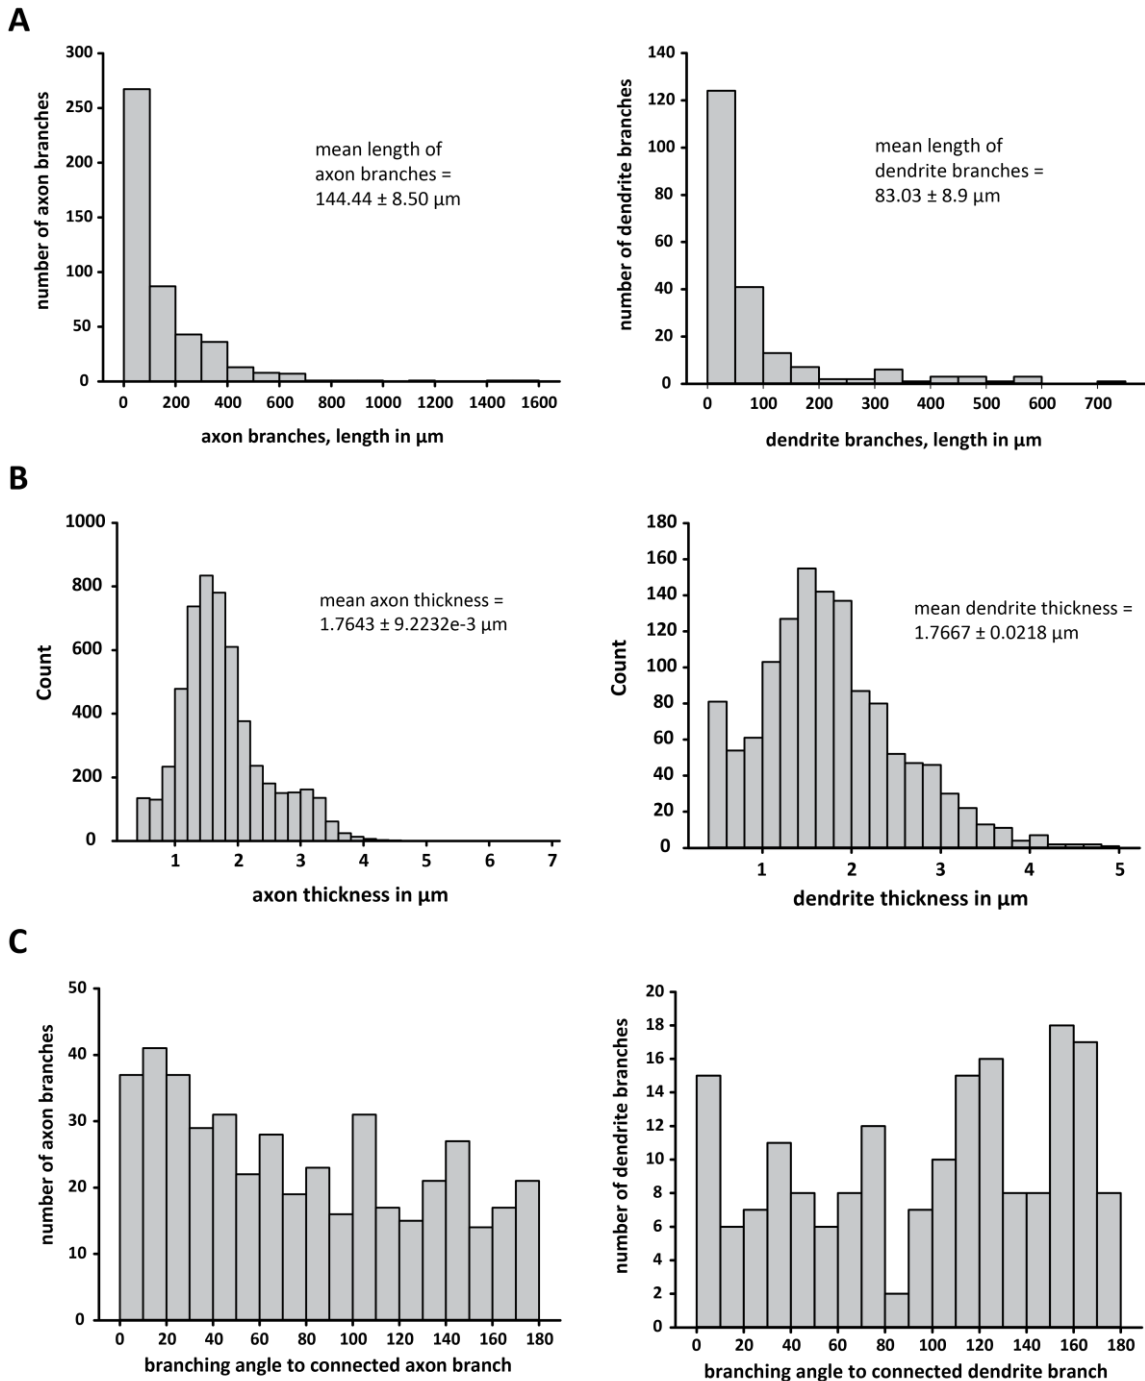 A
300
250
200
150
100
50
0
number of axon branches
mean length of
axon branches =
144.44 ± 8.50 µm
0 200 400 600 800 1000 1200 1400 1600
axon branches, length in µm
140
120
100
80
60
40
20
0
number of dendrite branches
mean length of
dendrite branches =
83.03 ± 8.9 µm
0 100 200 300 400 500 600 700
dendrite branches, length in µm
B
1000
800
600
400
200
0
Count
mean axon thickness =
1.7643 ± 9.2232e-3 µm
1 2 3 4 5 6 7
axon thickness in µm
180
160
140
120
100
80
60
40
20
0
Count
mean dendrite thickness =
1.7667 ± 0.0218 µm
1 2 3 4 5
dendrite thickness in µm
C
50
40
30
20
10
0
number of axon branches
0 20 40 60 80 100 120 140 160 180
branching angle to connected axon branch
20
18
16
14
12
10
8
6
4
2
0
number of dendrite branches
0 20 40 60 80 100 120 140 160 180
branching angle to connected dendrite branch